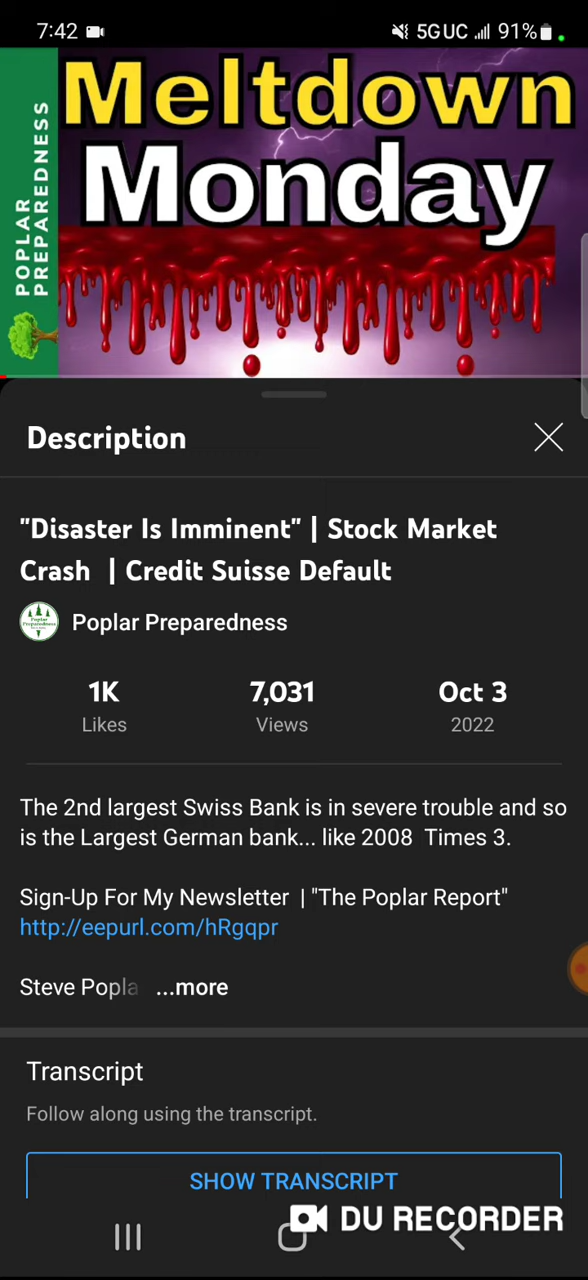 7:42
5G UC 91%
Meltdown
Monday
POPLAR
PREPAREDNESS
Description
"Disaster Is Imminent" | Stock Market
Crash | Credit Suisse Default
Poplar Preparedness
1K 7,031 Oct 3
Likes Views 2022
The 2nd largest Swiss Bank is in severe trouble and so
is the Largest German bank... like 2008 Times 3.
Sign-Up For My Newsletter | "The Poplar Report"
http://eepurl.com/hRgqpr
Steve Popla ...more
Transcript
Follow along using the transcript.
SHOW TRANSCRIPT
DU RECORDER